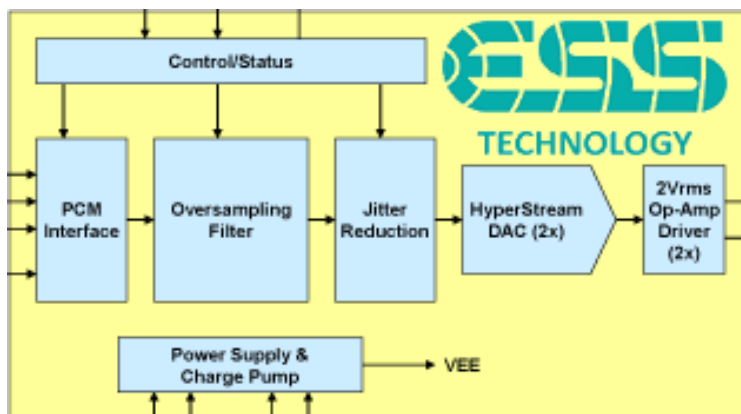 Control/Status
ESS
TECHNOLOGY
PCM
Interface
Oversampling
Filter
Jitter
Reduction
HyperStream
DAC (2x)
2Vrms
Op-Amp
Driver
(2x)
Power Supply &
Charge Pump
VEE